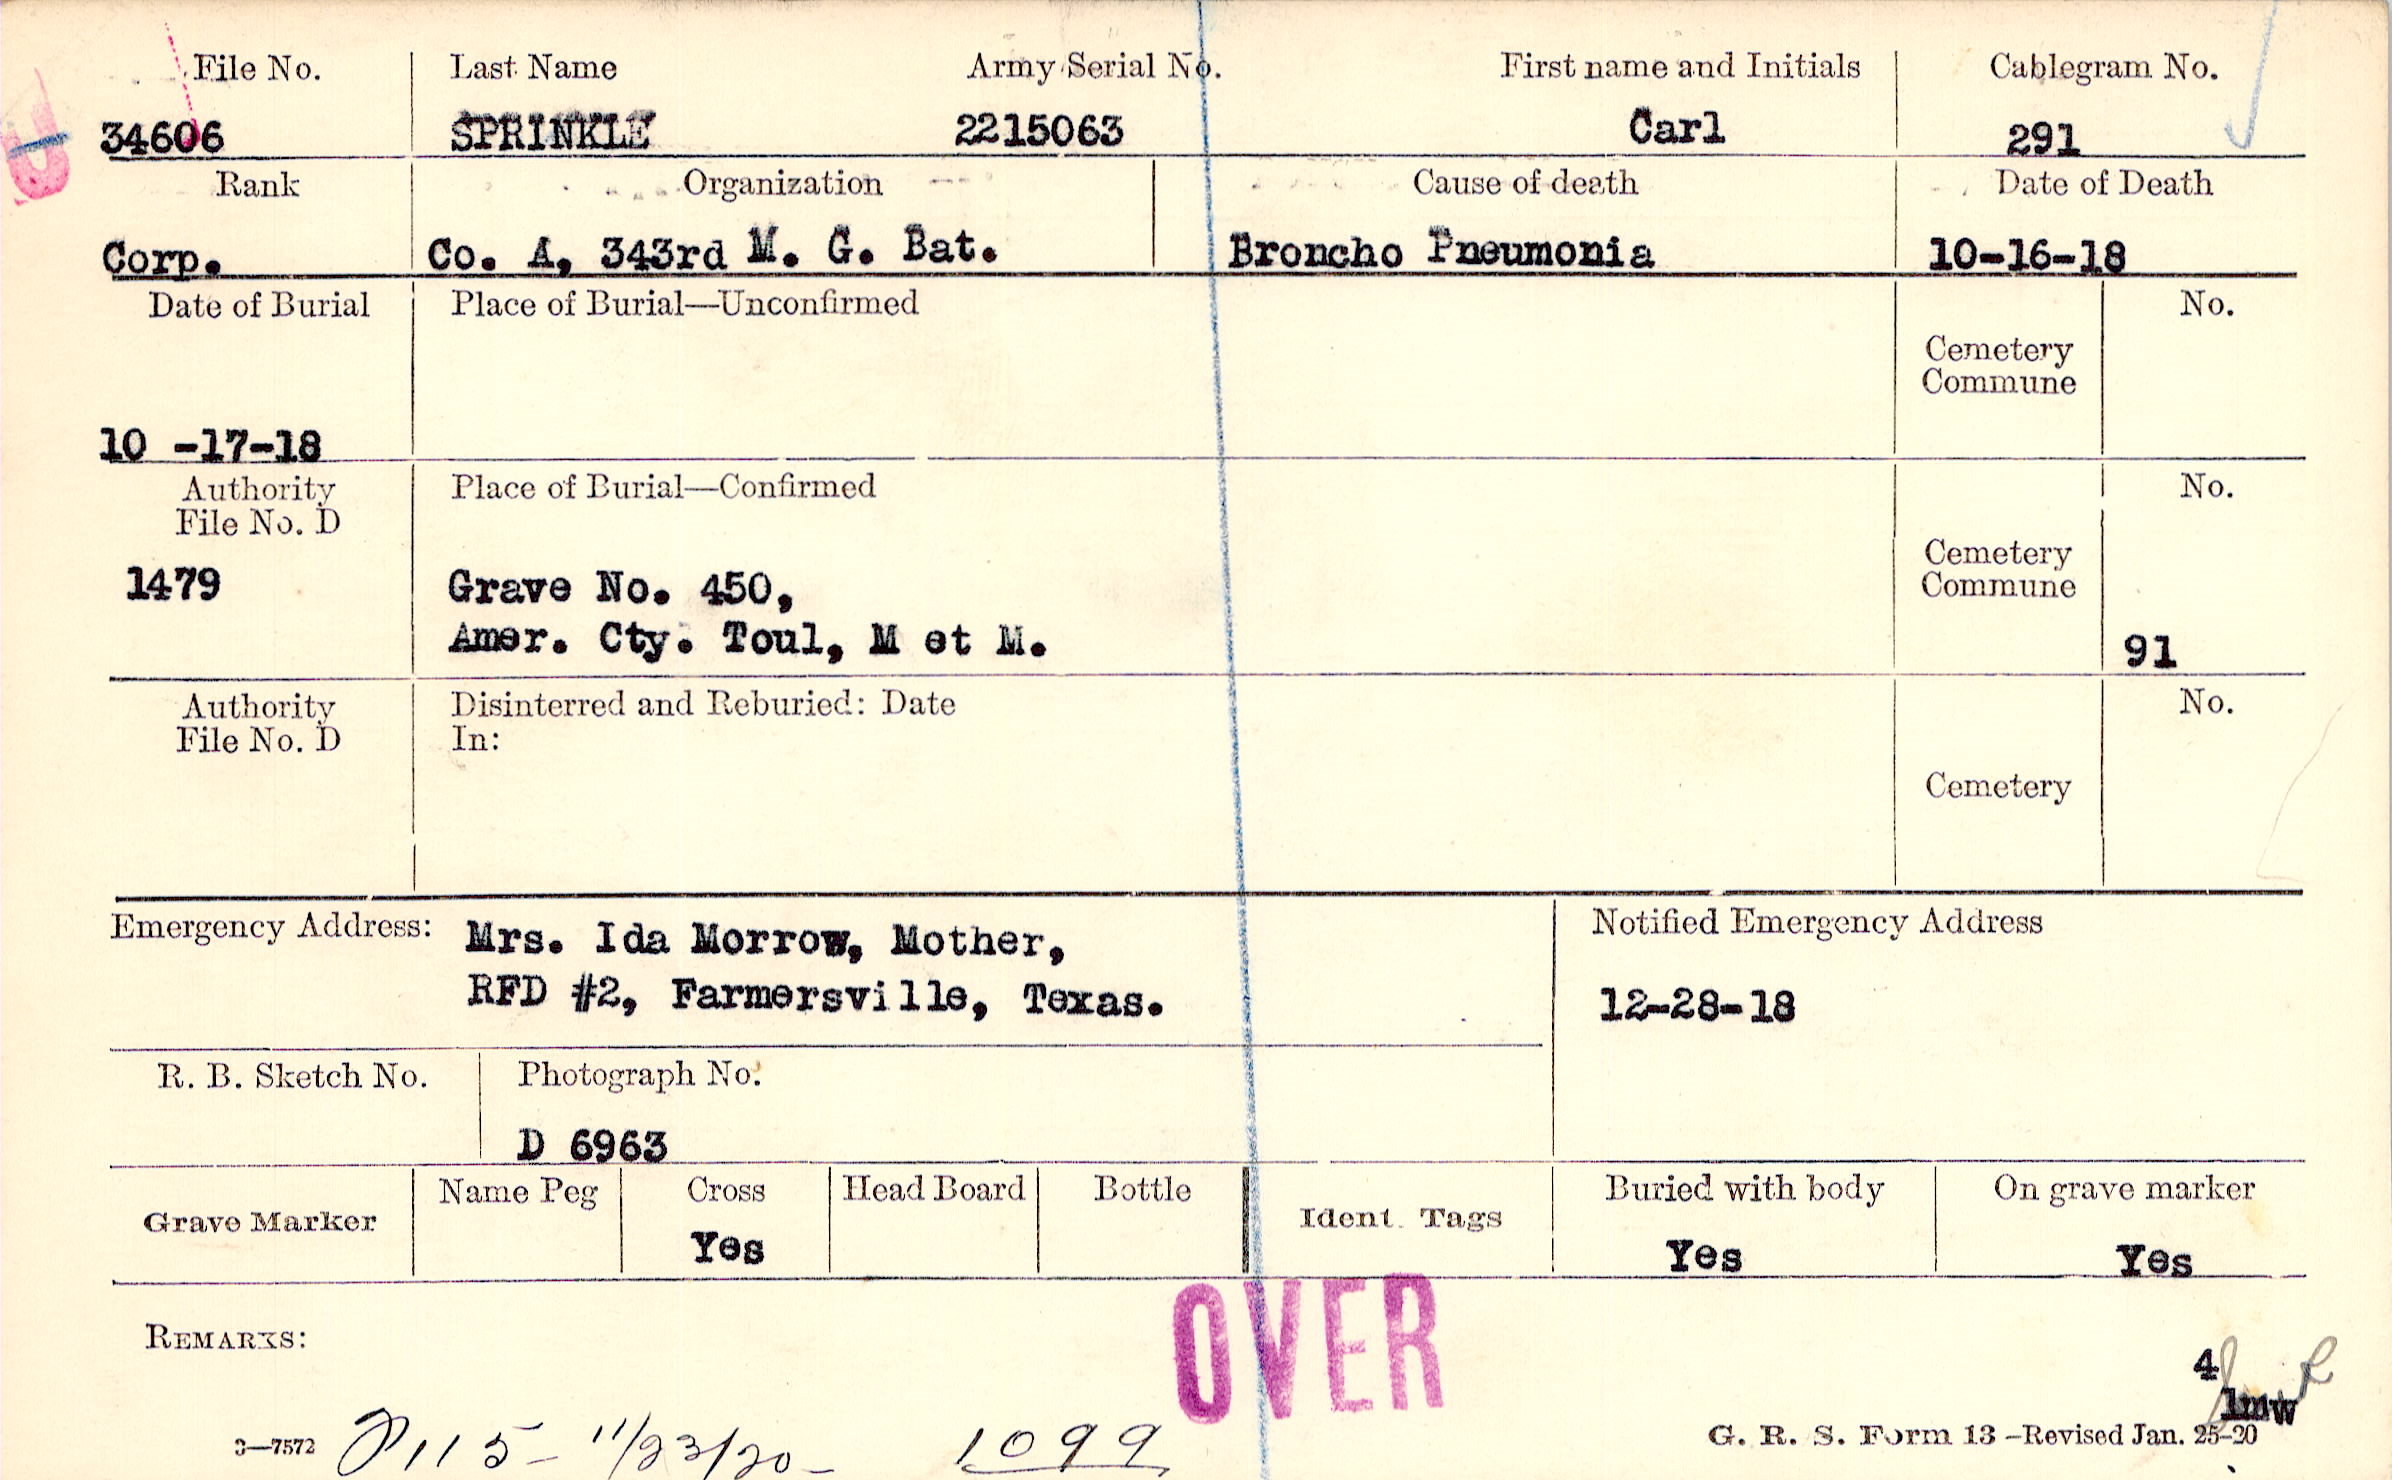 File No. Last Name Army Serial No. First name and Initials Cablegram No.
34606 SPRINKLE 2215063 Carl 291
Rank Organization Cause of death Date of Death
Corp. Co. A, 343rd M. G. Bat. Broncho Pneumonia 10-16-18
Date of Burial Place of Burial—Unconfirmed No.
Cemetery
Commune
10 -17-18
Authority Place of Burial—Confirmed No.
File No. D
Cemetery
1479 Grave No. 450, Commune
Amer. Cty. Toul, M et M. 91
Authority Disinterred and Reburied: Date No.
File No. D In:
Cemetery
Emergency Address: Mrs. Ida Morrow, Mother, Notified Emergency Address
RFD #2, Farmersville, Texas. 12-28-18
R. B. Sketch No. Photograph No.
D 6963
Grave Marker Name Peg Cross Head Board Bottle Ident. Tags Buried with body On grave marker
Yes Yes Yes
OVER
REMARKS:
4
lmw
3—7572 P115- 11/23/20- 1099 G. R. S. Form 13 -Revised Jan. 25-20